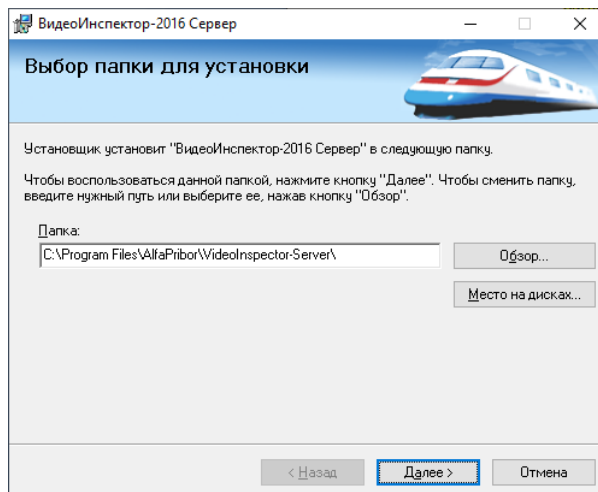 ВидеоИнспектор-2016 Сервер
Выбор папки для установки
Установщик установит "ВидеоИнспектор-2016 Сервер" в следующую папку.
Чтобы воспользоваться данной папкой, нажмите кнопку "Далее". Чтобы сменить папку,
введите нужный путь или выберите ее, нажав кнопку "Обзор".
Папка:
C:\Program Files\AlfaPribor\VideoInspector-Server\
Обзор...
Место на дисках...
< Назад
Далее >
Отмена